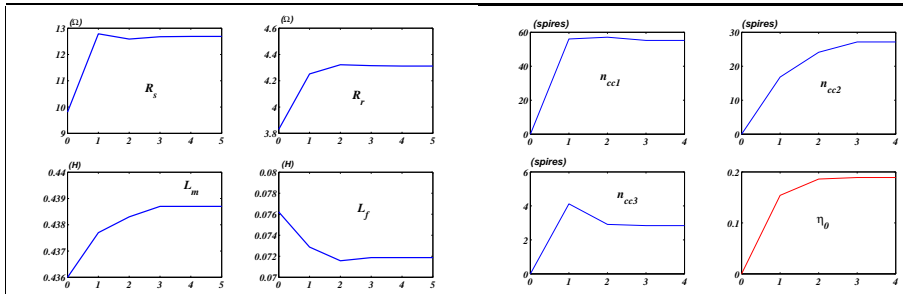 (Ω)
13
12
11
10
9
R_s
0 1 2 3 4 5
(Ω)
4.6
4.4
4.2
4
3.8
R_r
0 1 2 3 4 5
(spires)
60
40
20
0
n_cc1
0 1 2 3 4
(spires)
30
20
10
0
n_cc2
0 1 2 3 4
(H)
0.44
0.439
0.438
0.437
0.436
L_m
0 1 2 3 4 5
(H)
0.08
0.078
0.076
0.074
0.072
0.07
L_f
0 1 2 3 4 5
(spires)
6
4
2
0
n_cc3
0 1 2 3 4
0.2
0.1
0
η_0
0 1 2 3 4